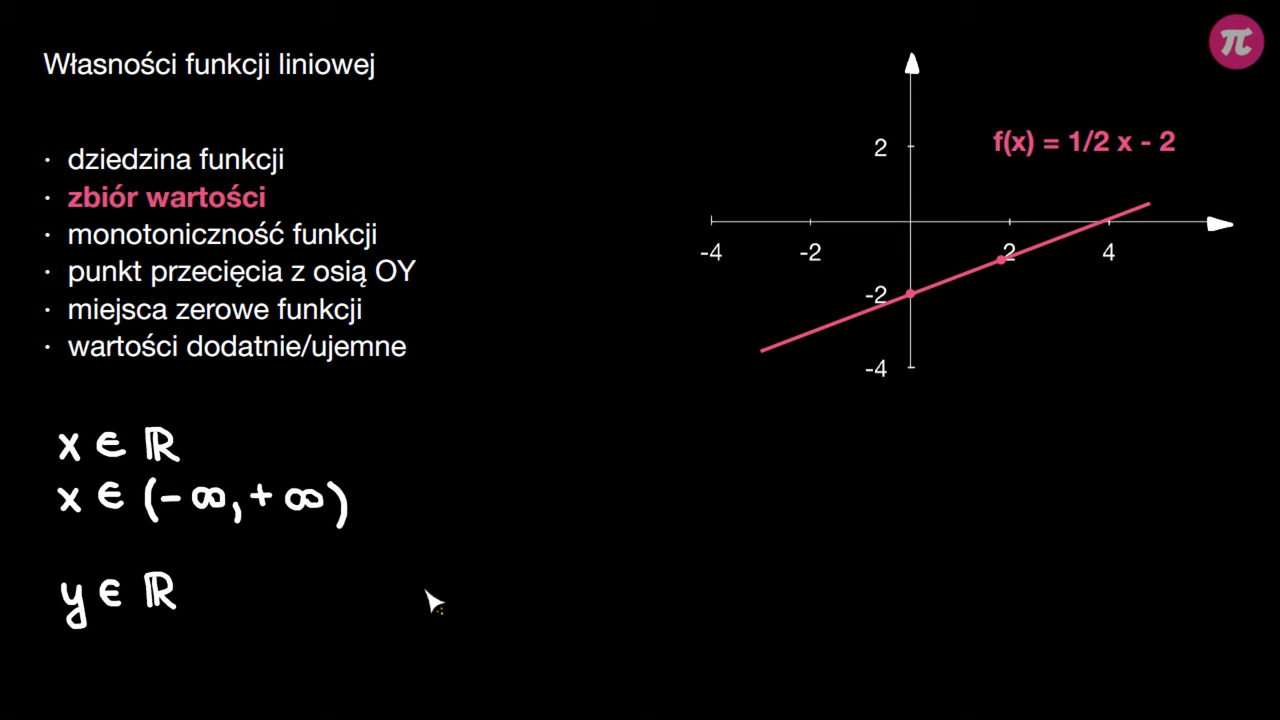 Własności funkcji liniowej
· dziedzina funkcji
· zbiór wartości
· monotoniczność funkcji
· punkt przecięcia z osią OY
· miejsca zerowe funkcji
· wartości dodatnie/ujemne
x ∈ ℝ
x ∈ (-∞,+∞)
y ∈ ℝ
π
f(x) = 1/2 x - 2
2
-4 -2 2 4
-2
-4